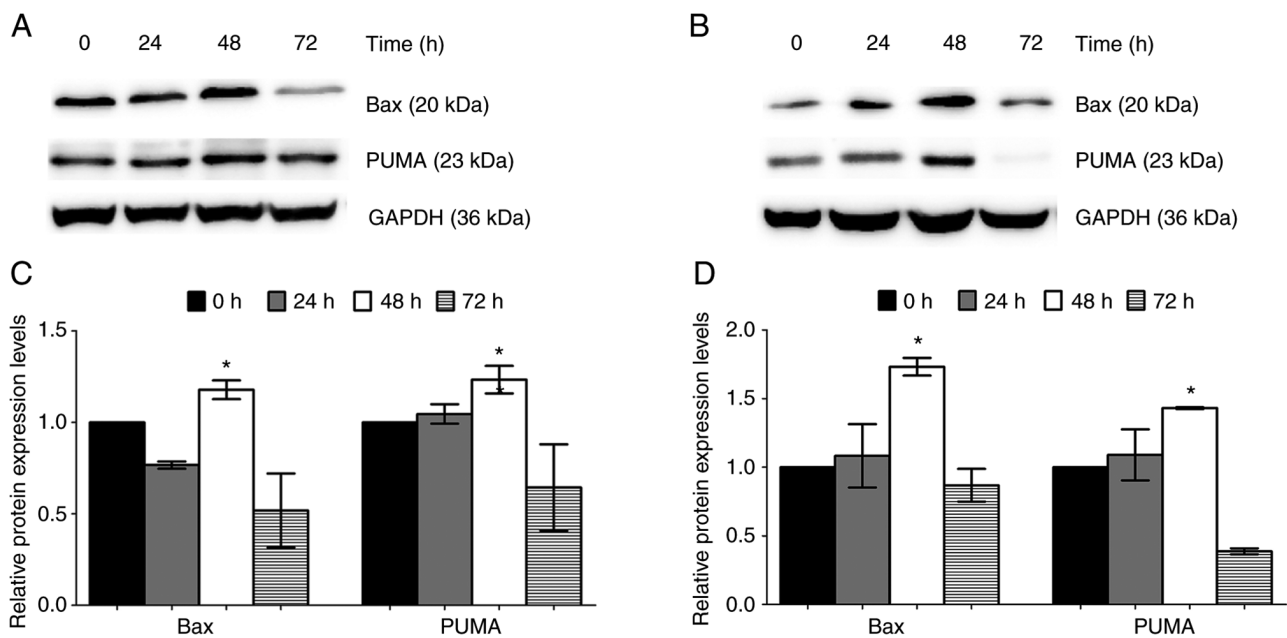 A
0 24 48 72 Time (h)
Bax (20 kDa)
PUMA (23 kDa)
GAPDH (36 kDa)
B
0 24 48 72 Time (h)
Bax (20 kDa)
PUMA (23 kDa)
GAPDH (36 kDa)
C
0 h 24 h 48 h 72 h
Relative protein expression levels
1.5
1.0
0.5
0.0
*
*
*
Bax PUMA
D
0 h 24 h 48 h 72 h
Relative protein expression levels
2.0
1.5
1.0
0.5
0.0
*
*
Bax PUMA